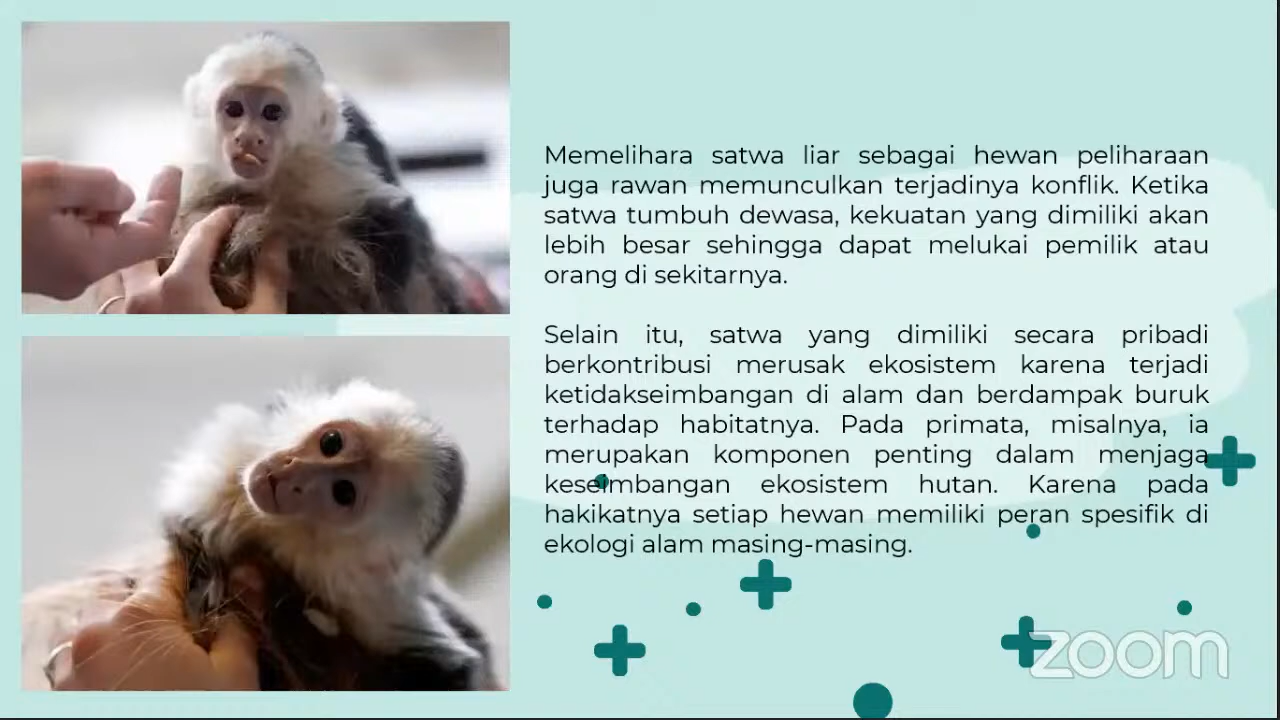 Memelihara satwa liar sebagai hewan peliharaan
juga rawan memunculkan terjadinya konflik. Ketika
satwa tumbuh dewasa, kekuatan yang dimiliki akan
lebih besar sehingga dapat melukai pemilik atau
orang di sekitarnya.
Selain itu, satwa yang dimiliki secara pribadi
berkontribusi merusak ekosistem karena terjadi
ketidakseimbangan di alam dan berdampak buruk
terhadap habitatnya. Pada primata, misalnya, ia
merupakan komponen penting dalam menjaga
keseimbangan ekosistem hutan. Karena pada
hakikatnya setiap hewan memiliki peran spesifik di
ekologi alam masing-masing.
zoom